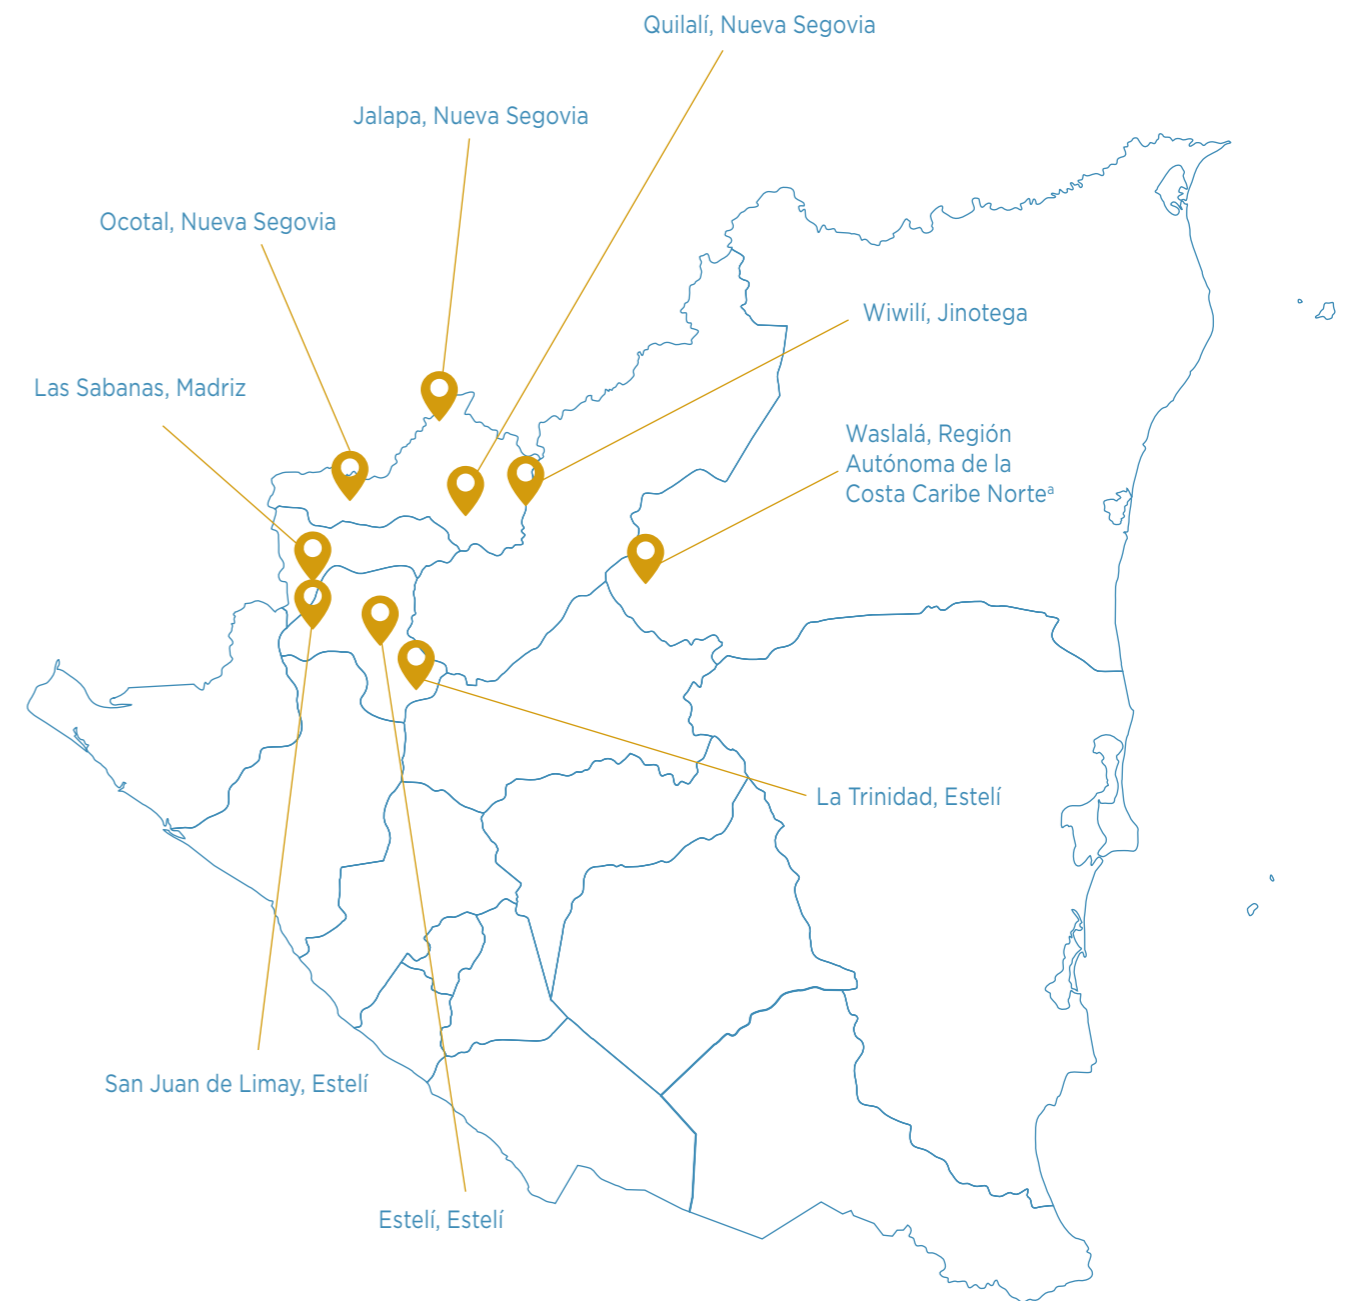 Quilalí, Nueva Segovia
Jalapa, Nueva Segovia
Ocotal, Nueva Segovia
Wiwilí, Jinotega
Las Sabanas, Madriz
Waslalá, Región
Autónoma de la
Costa Caribe Norteª
La Trinidad, Estelí
San Juan de Limay, Estelí
Estelí, Estelí